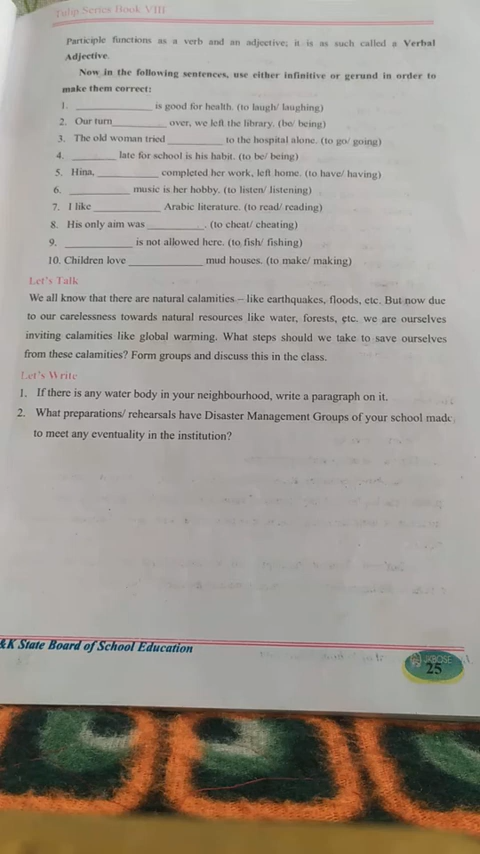 Tulip Series Book VIII
Participle functions as a verb and an adjective; it is as such called a Verbal
Adjective.
Now in the following sentences, use either infinitive or gerund in order to
make them correct:
1. ____________ is good for health. (to laugh/ laughing)
2. Our turn________ over, we left the library. (be/ being)
3. The old woman tried ________ to the hospital alone. (to go/ going)
4. _______ late for school is his habit. (to be/ being)
5. Hina, __________ completed her work, left home. (to have/ having)
6. __________ music is her hobby. (to listen/ listening)
7. I like ___________ Arabic literature. (to read/ reading)
8. His only aim was _________. (to cheat/ cheating)
9. ___________ is not allowed here. (to fish/ fishing)
10. Children love ____________ mud houses. (to make/ making)
Let's Talk
We all know that there are natural calamities – like earthquakes, floods, etc. But now due
to our carelessness towards natural resources like water, forests, etc. we are ourselves
inviting calamities like global warming. What steps should we take to save ourselves
from these calamities? Form groups and discuss this in the class.
Let's Write
1. If there is any water body in your neighbourhood, write a paragraph on it.
2. What preparations/ rehearsals have Disaster Management Groups of your school made
to meet any eventuality in the institution?
&K State Board of School Education
JKBOSE
25